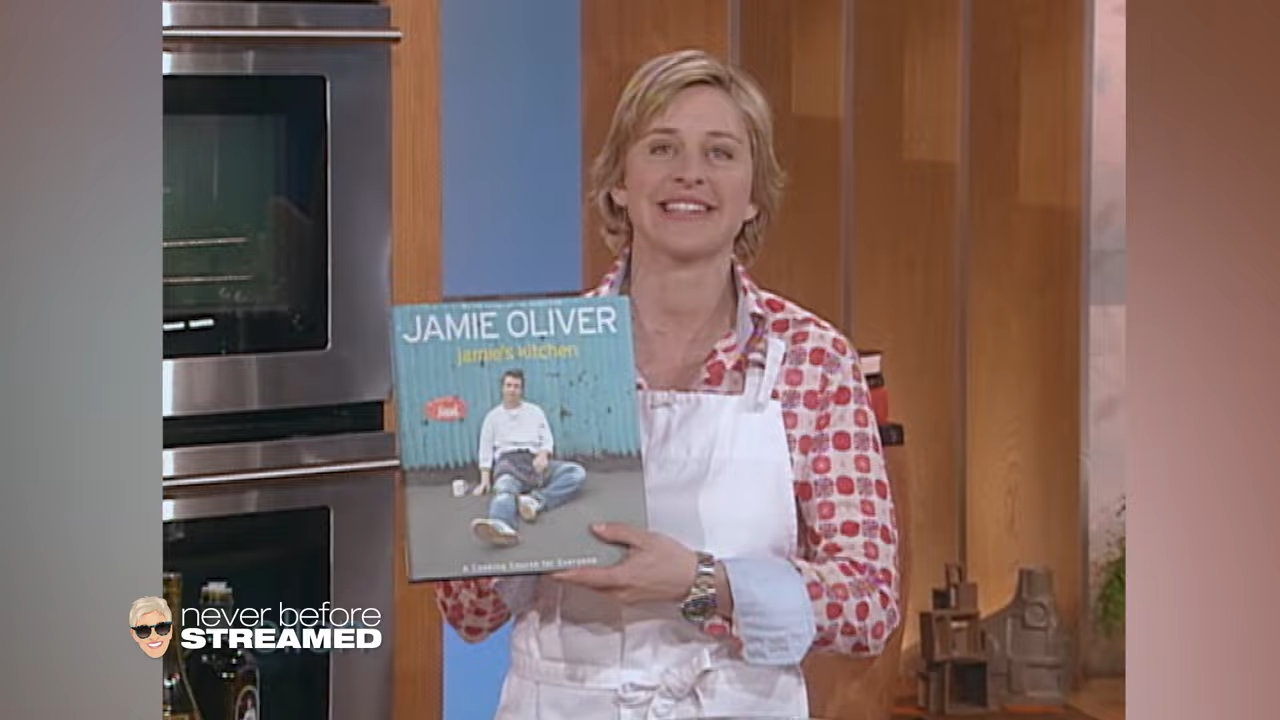 JAMIE OLIVER
jamie's kitchen
A Cooking Course for Everyone
never before
STREAMED